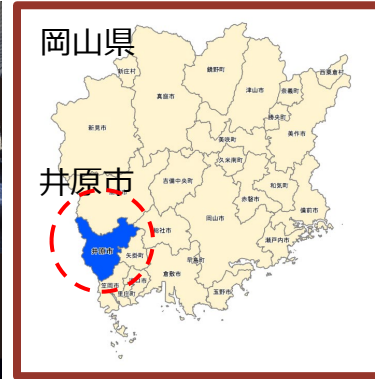 岡山県
新庄村
鏡野町
西粟倉村
真庭市
津山市
奈義町
勝央町
新見市
美咲町
美作市
久米南町
井原市
吉備中央町
和気町
赤磐市
備前市
総社市
岡山市
瀬戸内市
井原市
矢掛町
早島町
倉敷市
笠岡市
里庄町
玉野市